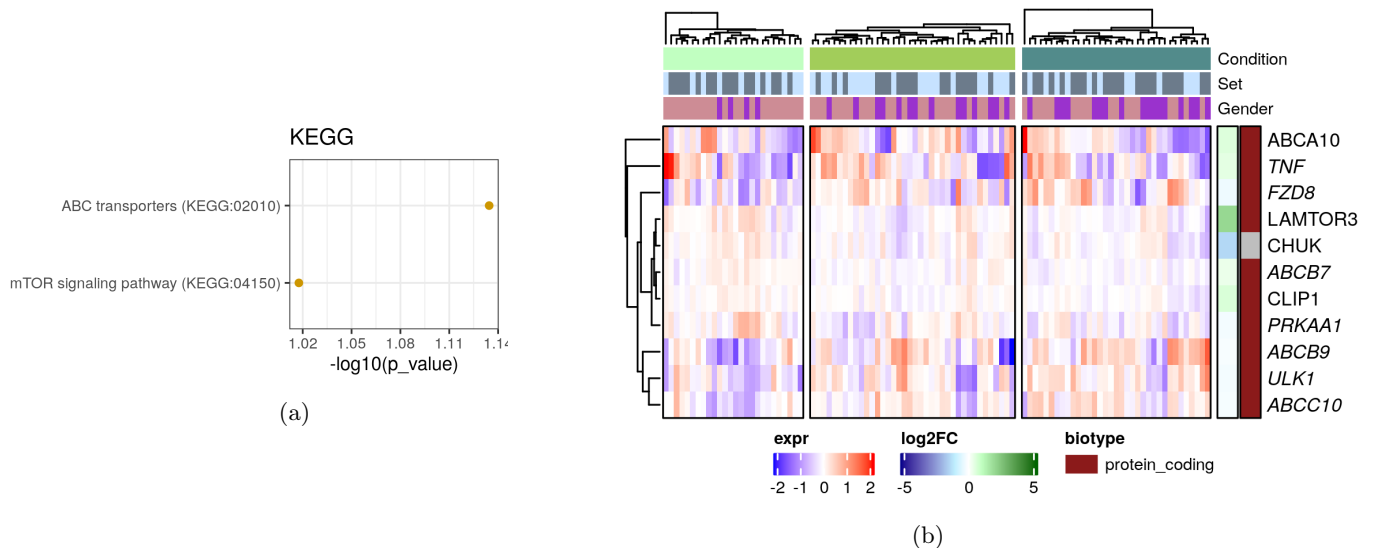 KEGG
ABC transporters (KEGG:02010)
mTOR signaling pathway (KEGG:04150)
1.02 1.05 1.08 1.11 1.14
-log10(p_value)
(a)
Condition
Set
Gender
ABCA10
TNF
FZD8
LAMTOR3
CHUK
ABCB7
CLIP1
PRKAA1
ABCB9
ULK1
ABCC10
expr log2FC biotype
protein_coding
-2 -1 0 1 2 -5 0 5
(b)